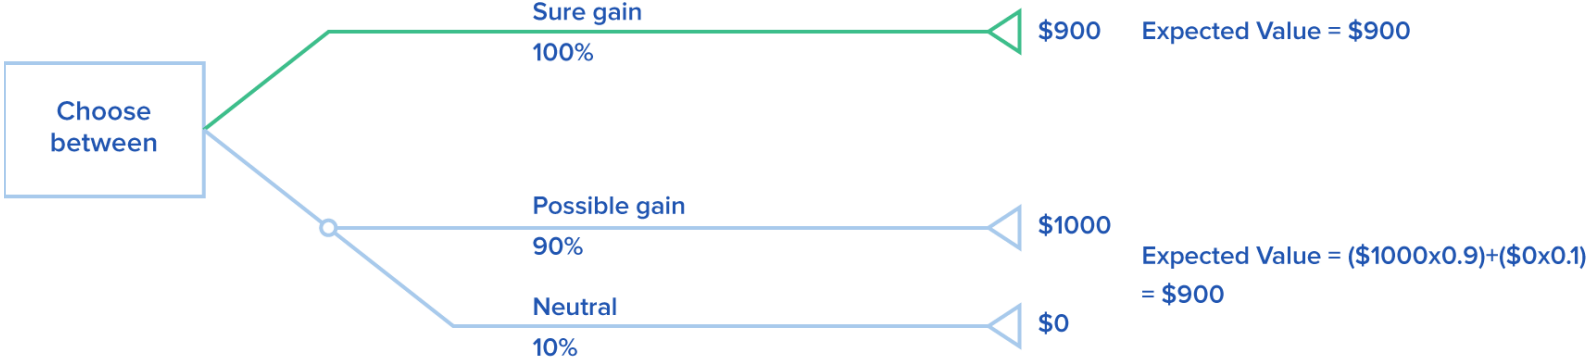 Sure gain
100%
$900
Expected Value = $900
Choose
between
Possible gain
90%
$1000
Expected Value = ($1000x0.9)+($0x0.1)
= $900
Neutral
10%
$0